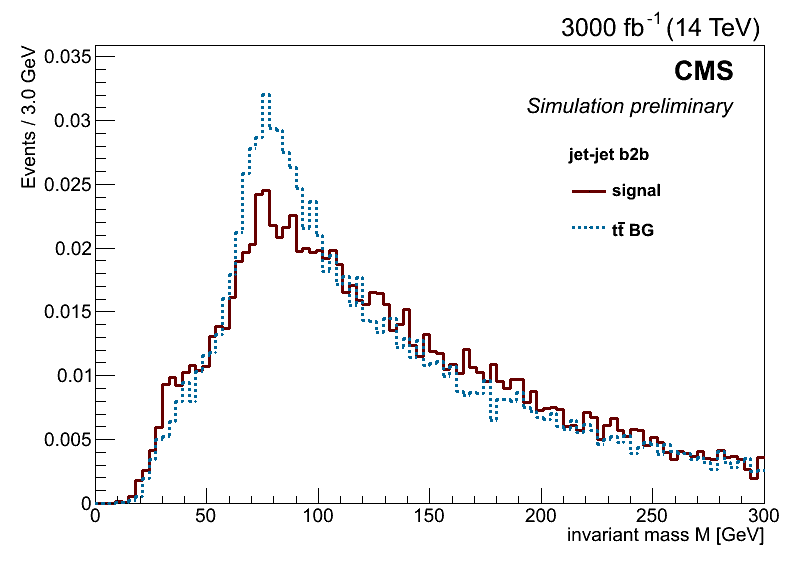 3000 fb⁻¹ (14 TeV)
Events / 3.0 GeV
0.035
0.03
0.025
0.02
0.015
0.01
0.005
0
CMS
Simulation preliminary
jet-jet b2b
signal
tt̄ BG
0 50 100 150 200 250 300
invariant mass M [GeV]